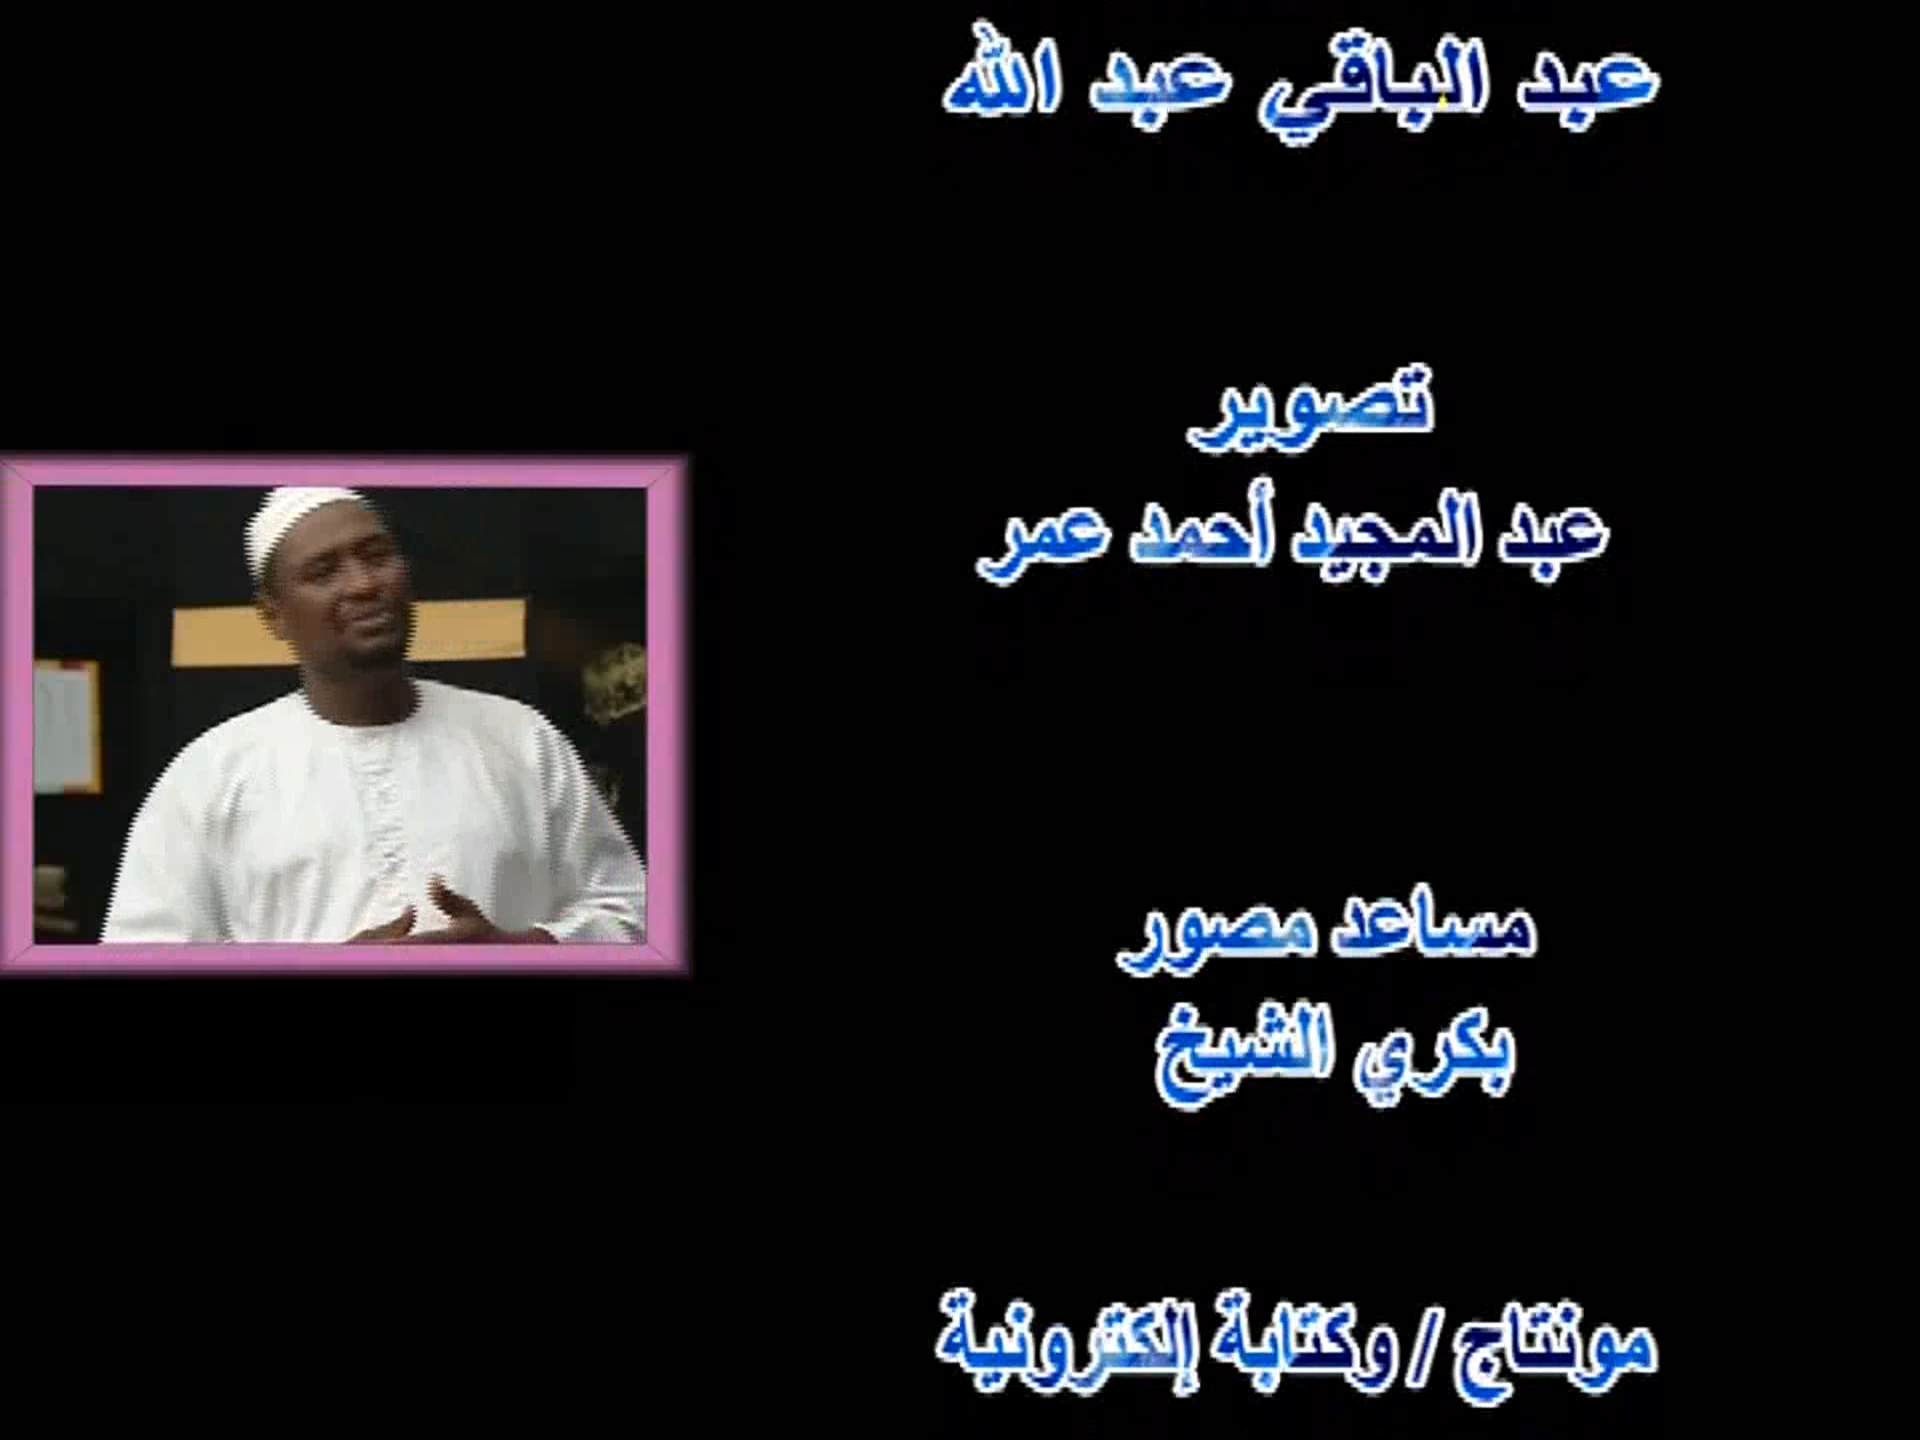 عبد الباقي عبد الله
تصوير
عبد المجيد أحمد عمر
مساعد مصور
بكري الشيخ
مونتاج / وكتابة إلكترونية